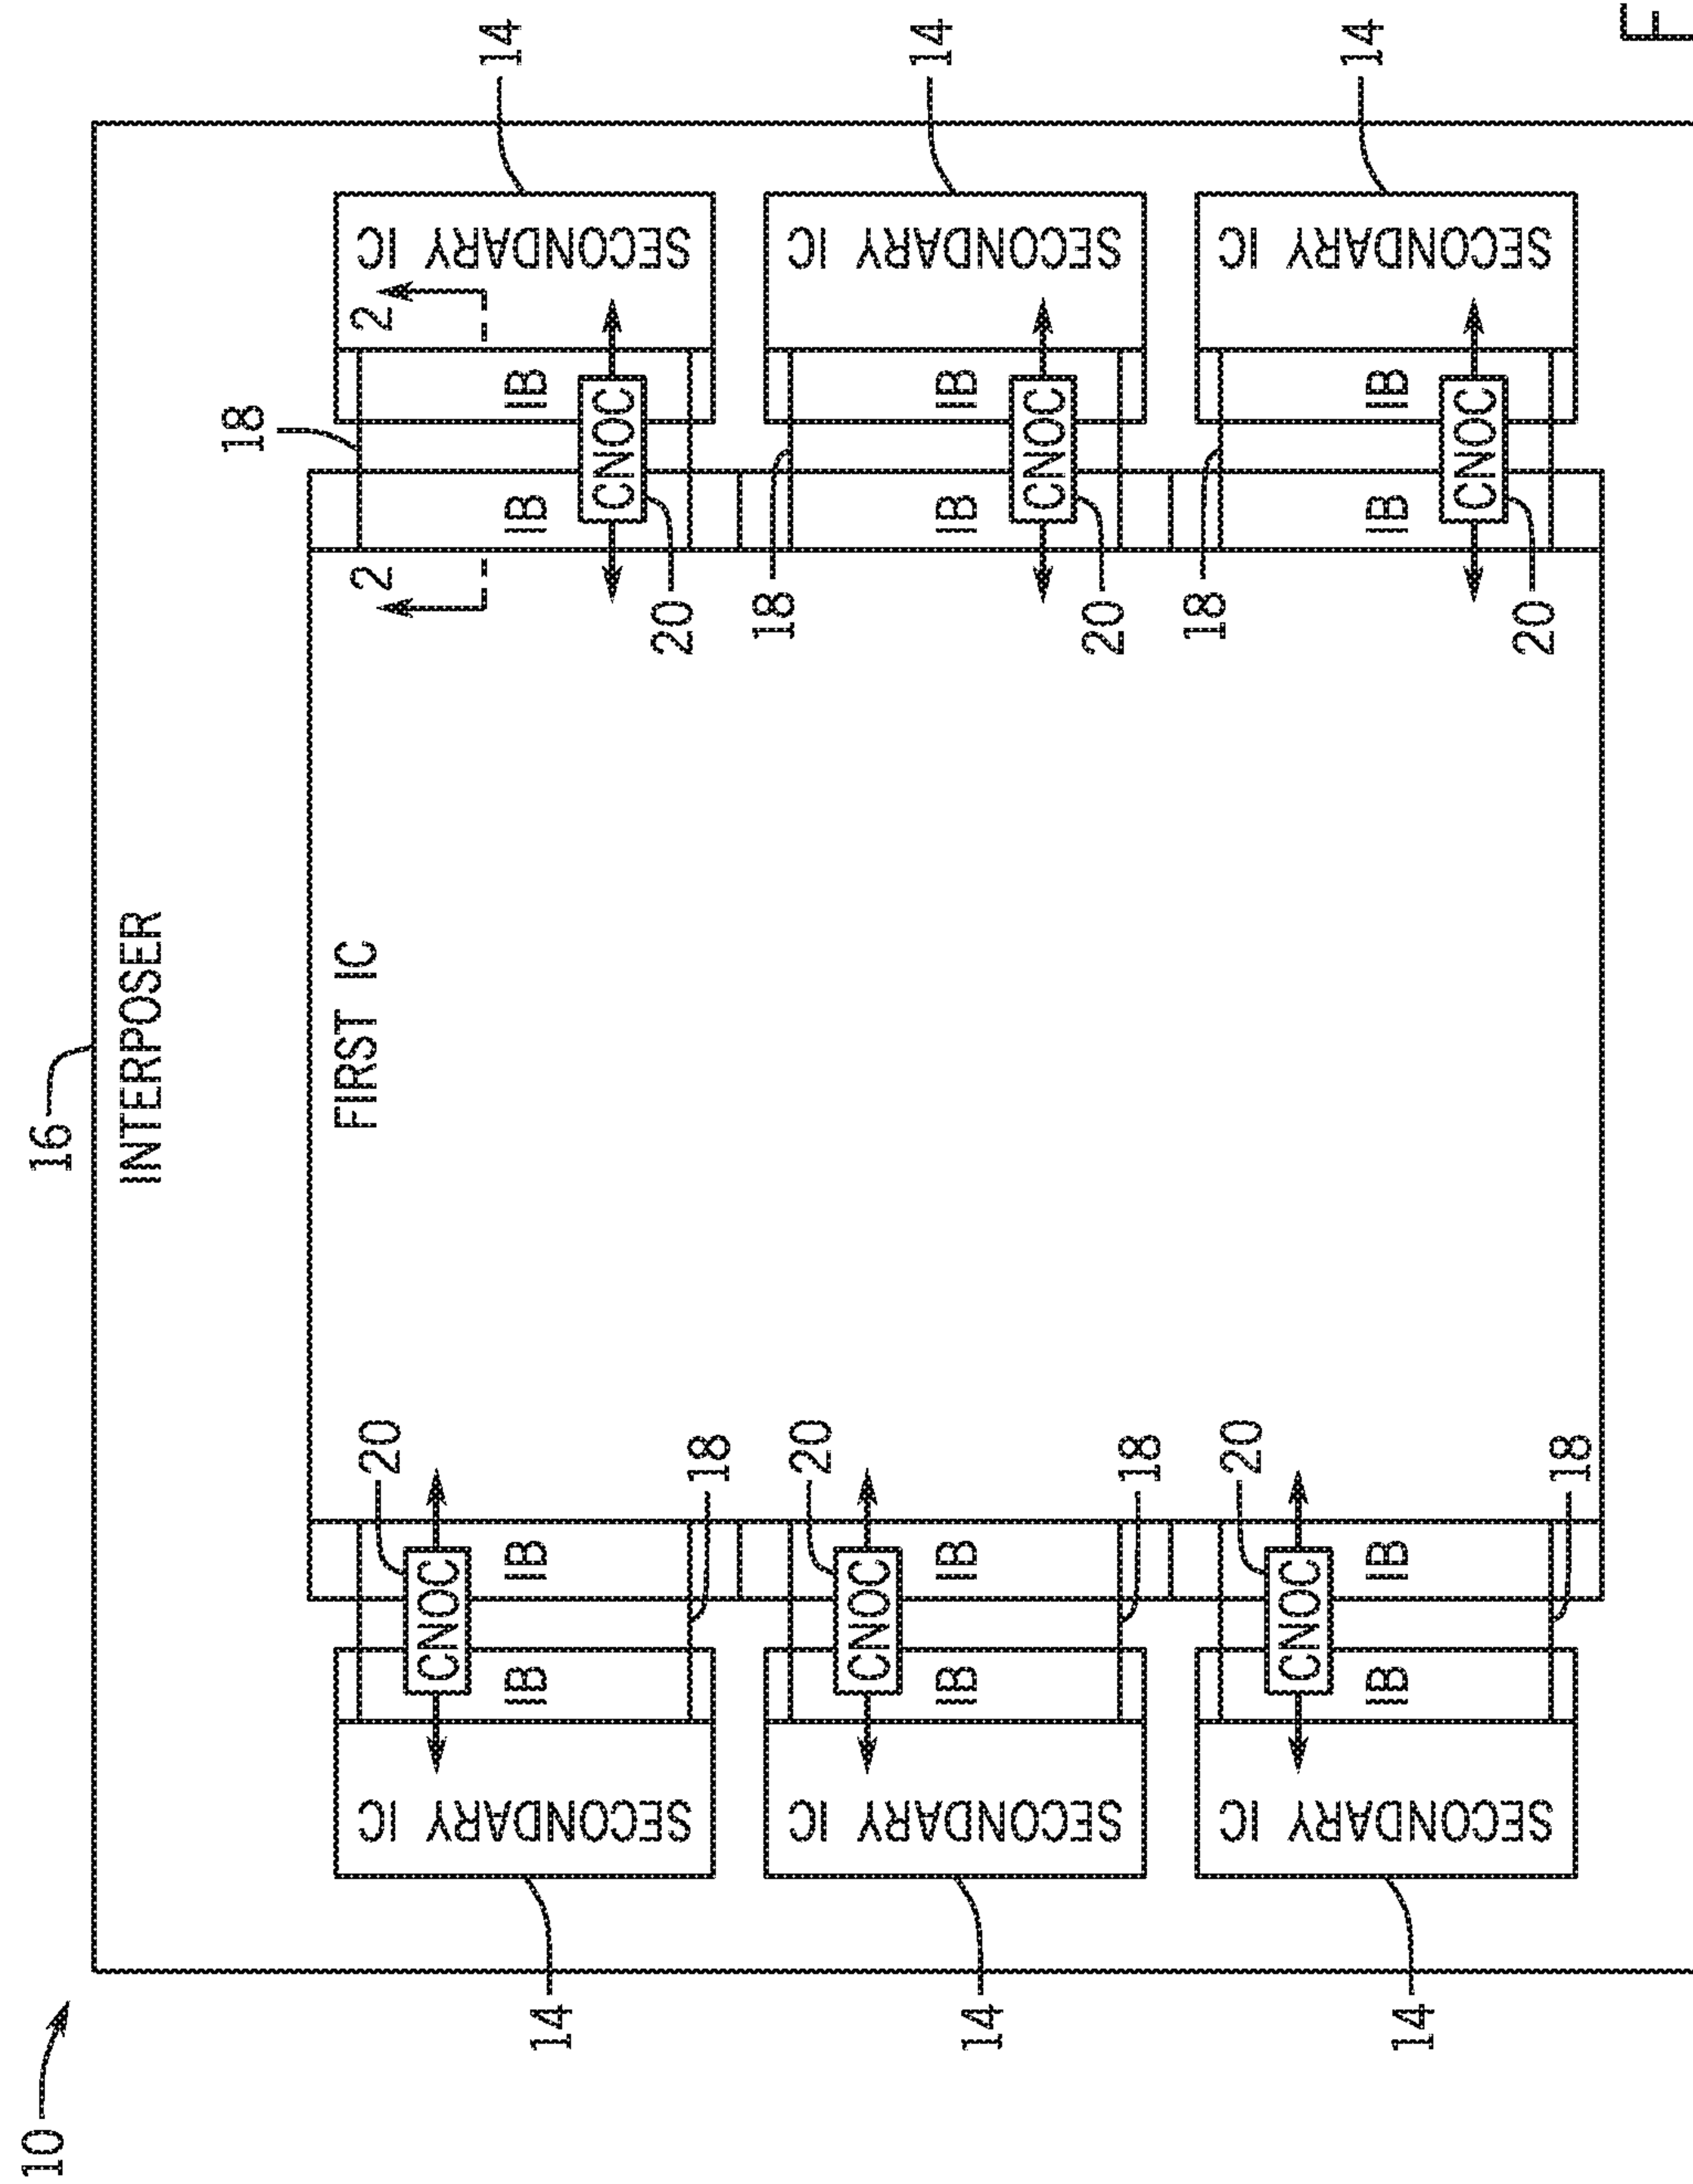 10
16
INTERPOSER
18
FIRST IC
20
2
2
CNOC
14
SECONDARY IC
IB
IB
IB
IB
SECONDARY IC
14
CNOC
20
18
18
20
CNOC
14
SECONDARY IC
IB
IB
IB
IB
SECONDARY IC
14
CNOC
20
18
18
20
CNOC
14
SECONDARY IC
IB
IB
IB
IB
SECONDARY IC
14
CNOC
20
18